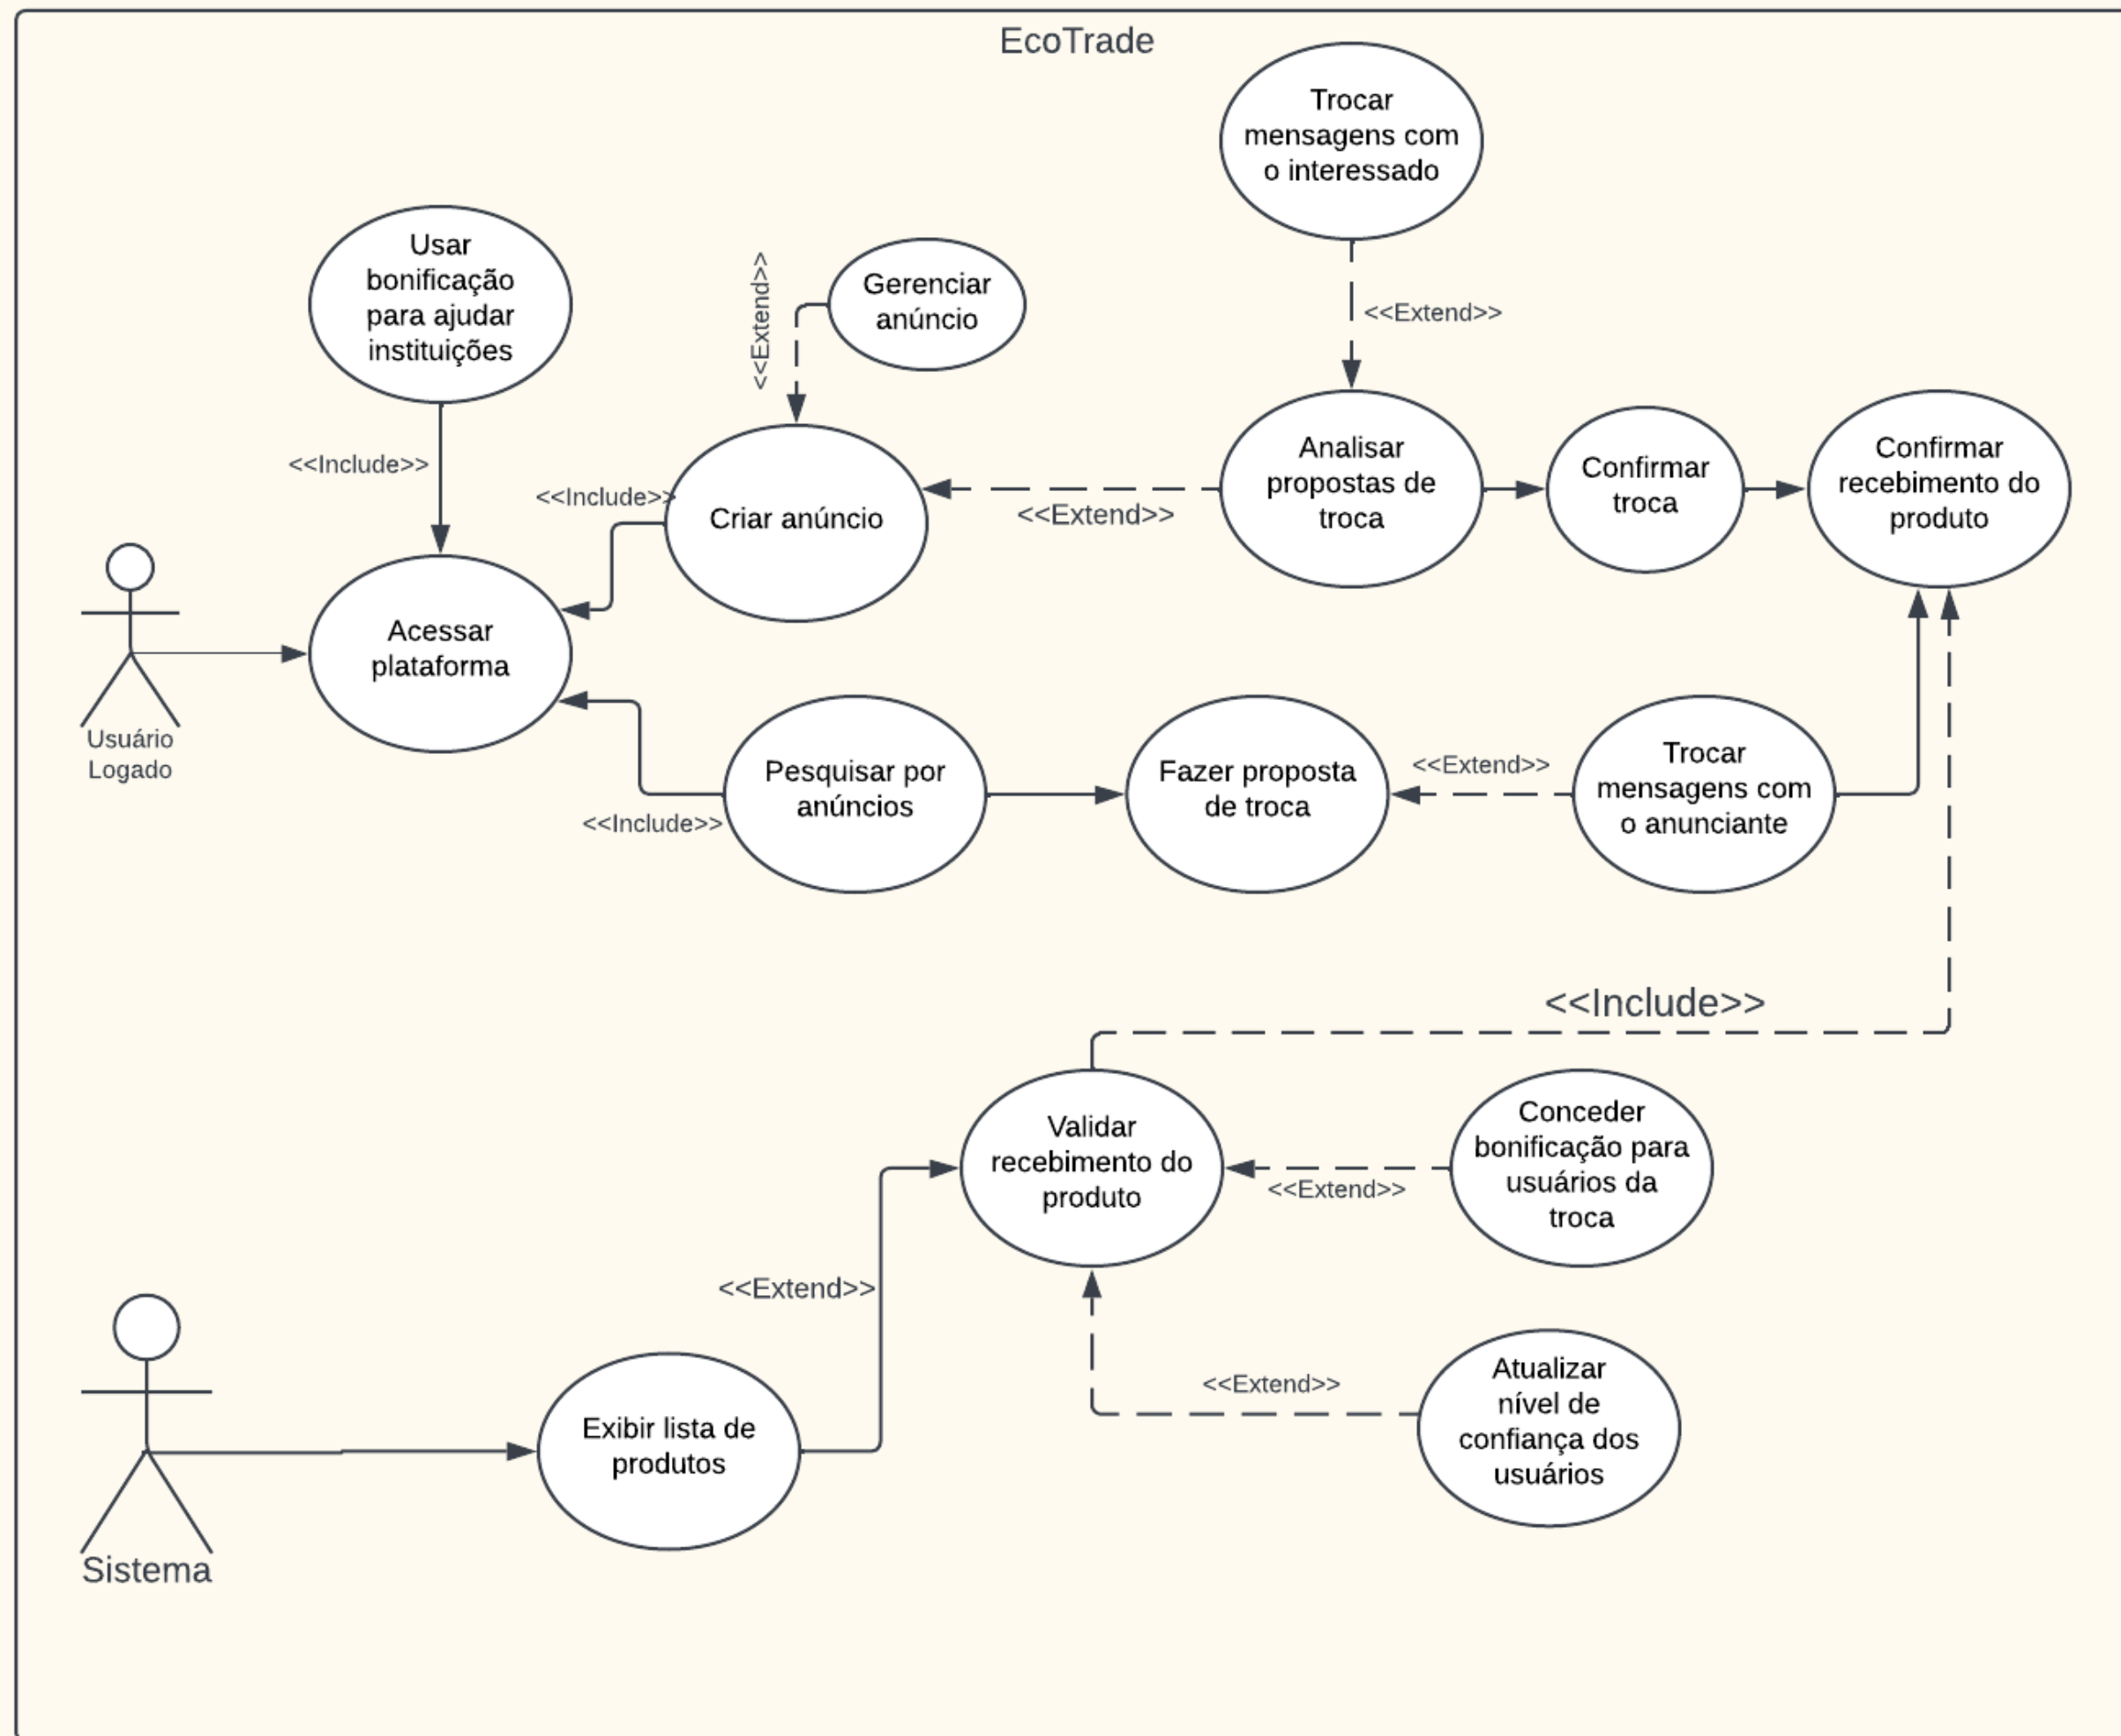 EcoTrade
Trocar
mensagens com
o interessado
Usar
bonificação
para ajudar
instituições
<<Extend>>
Gerenciar
anúncio
<<Extend>>
<<Include>>
<<Include>>
Criar anúncio
<<Extend>>
Analisar
propostas de
troca
Confirmar
troca
Confirmar
recebimento do
produto
Acessar
plataforma
Usuário
Logado
<<Include>>
Pesquisar por
anúncios
Fazer proposta
de troca
<<Extend>>
Trocar
mensagens com
o anunciante
<<Include>>
Validar
recebimento do
produto
<<Extend>>
Conceder
bonificação para
usuários da
troca
<<Extend>>
<<Extend>>
Atualizar
nível de
confiança dos
usuários
Exibir lista de
produtos
Sistema